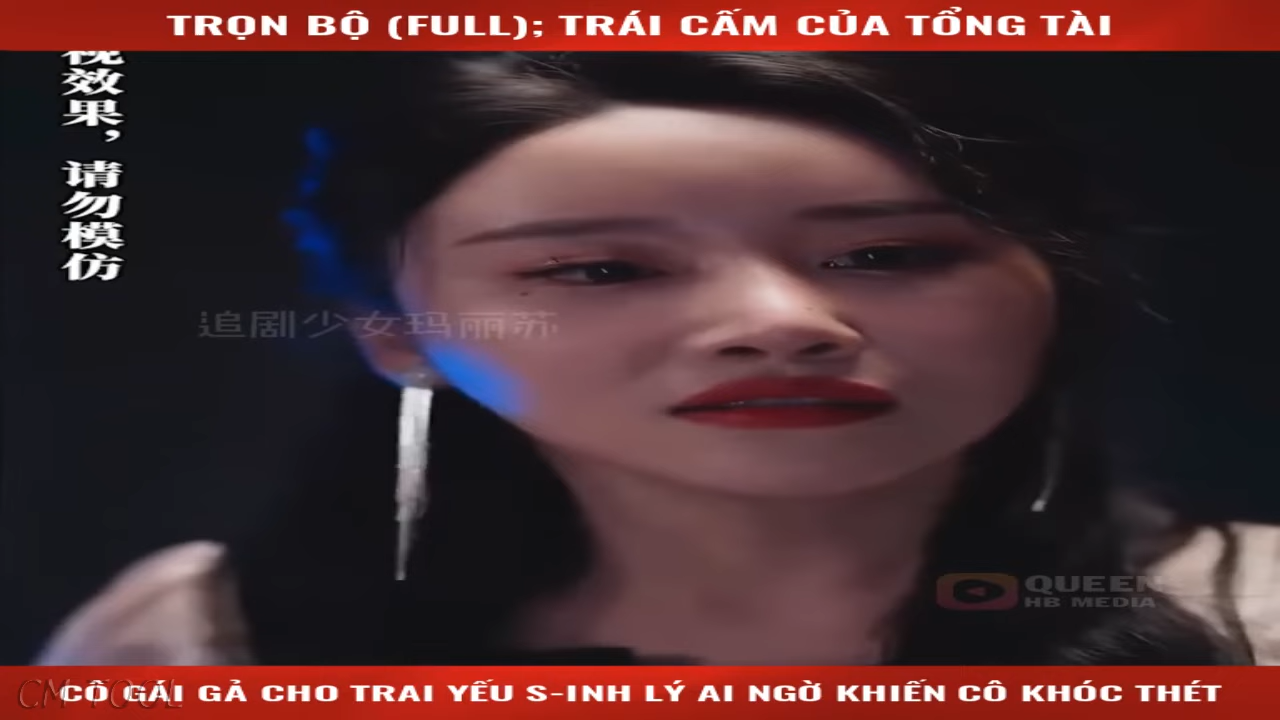 TRỌN BỘ (FULL); TRÁI CẤM CỦA TỔNG TÀI
视效果，请勿模仿
追剧少女玛丽苏
QUEEN
HB MEDIA
CM TOOL
CÔ GÁI GẢ CHO TRAI YẾU S-INH LÝ AI NGỜ KHIẾN CÔ KHÓC THÉT